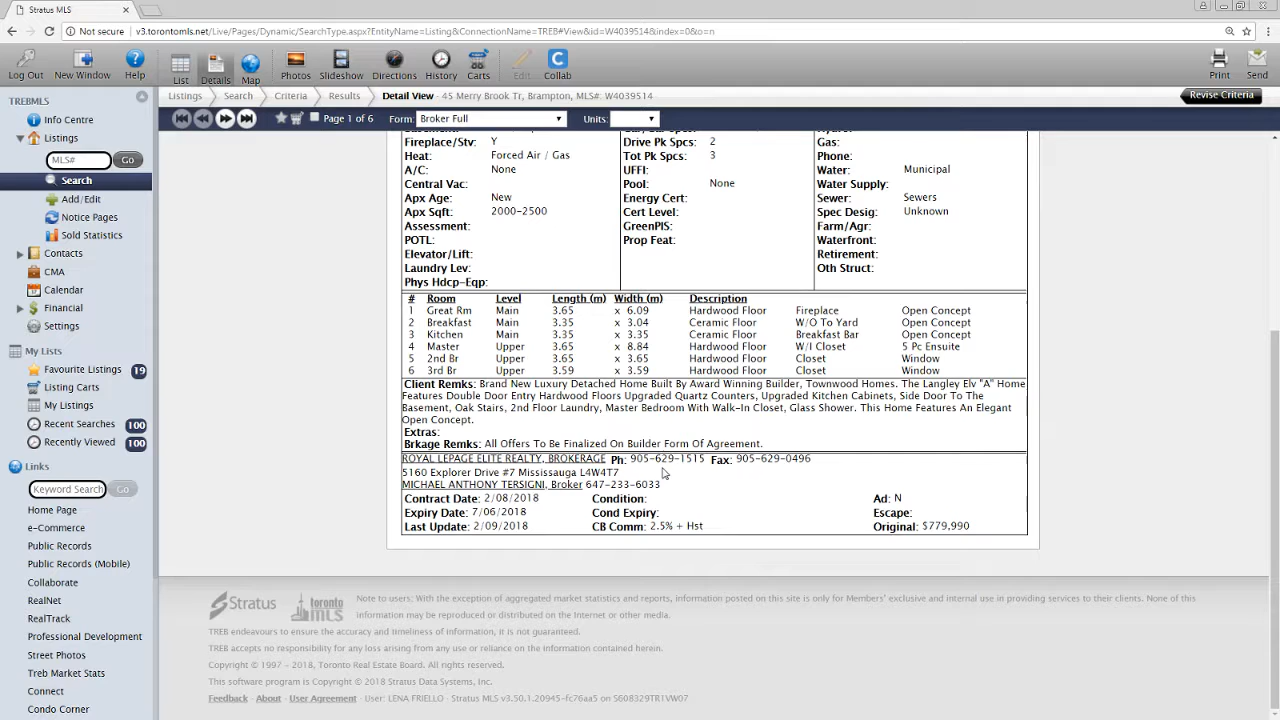 Stratus MLS
Not secure v3.torontomls.net/Live/Pages/Dynamic/SearchType.aspx?EntityName=Listing&ConnectionName=TREB#View&id=W4039514&index=0&o=n
Log Out New Window Help List Details Map Photos Slideshow Directions History Carts Edit... Collab Print Send
TREBMLS
Info Centre
Listings
MLS# Go
Search
Add/Edit
Notice Pages
Sold Statistics
Contacts
CMA
Calendar
Financial
Settings
My Lists
Favourite Listings 19
Listing Carts
My Listings
Recent Searches 100
Recently Viewed 100
Links
Keyword Search Go
Home Page
e-Commerce
Public Records
Public Records (Mobile)
Collaborate
RealNet
RealTrack
Professional Development
Street Photos
Treb Market Stats
Connect
Condo Corner
Listings Search Criteria Results Detail View - 45 Merry Brook Tr, Brampton, MLS#: W4039514 Revise Criteria
Page 1 of 6 Form: Broker Full Units:
Fireplace/Stv: Y Drive Pk Spcs: 2 Gas:
Heat: Forced Air / Gas Tot Pk Spcs: 3 Phone:
A/C: None UFFI: Water: Municipal
Central Vac: Pool: None Water Supply:
Apx Age: New Energy Cert: Sewer: Sewers
Apx Sqft: 2000-2500 Cert Level: Spec Desig: Unknown
Assessment: GreenPIS: Farm/Agr:
POTL: Prop Feat: Waterfront:
Elevator/Lift: Retirement:
Laundry Lev: Oth Struct:
Phys Hdcp-Eqp:
# Room Level Length (m) Width (m) Description
1 Great Rm Main 3.65 x 6.09 Hardwood Floor Fireplace Open Concept
2 Breakfast Main 3.35 x 3.04 Ceramic Floor W/O To Yard Open Concept
3 Kitchen Main 3.35 x 3.35 Ceramic Floor Breakfast Bar Open Concept
4 Master Upper 3.65 x 8.84 Hardwood Floor W/I Closet 5 Pc Ensuite
5 2nd Br Upper 3.65 x 3.65 Hardwood Floor Closet Window
6 3rd Br Upper 3.59 x 3.59 Hardwood Floor Closet Window
Client Remks: Brand New Luxury Detached Home Built By Award Winning Builder, Townwood Homes. The Langley Elv "A" Home
Features Double Door Entry Hardwood Floors Upgraded Quartz Counters, Upgraded Kitchen Cabinets, Side Door To The
Basement, Oak Stairs, 2nd Floor Laundry, Master Bedroom With Walk-In Closet, Glass Shower. This Home Features An Elegant
Open Concept.
Extras:
Brkage Remks: All Offers To Be Finalized On Builder Form Of Agreement.
ROYAL LEPAGE ELITE REALTY, BROKERAGE Ph: 905-629-1515 Fax: 905-629-0496
5160 Explorer Drive #7 Mississauga L4W4T7
MICHAEL ANTHONY TERSIGNI, Broker 647-233-6033
Contract Date: 2/08/2018 Condition: Ad: N
Expiry Date: 7/06/2018 Cond Expiry: Escape:
Last Update: 2/09/2018 CB Comm: 2.5% + Hst Original: $779,990
Stratus toronto MLS
Note to users: With the exception of aggregated market statistics and reports, information posted on this site is only for Members' exclusive and internal use in providing services to their clients. None of this
information may be reproduced or distributed on the Internet or other media.
TREB endeavours to ensure the accuracy and timeliness of information, it is not guaranteed.
TREB accepts no responsibility for any loss arising from any use or reliance on information contained herein.
Copyright © 1997 - 2018, Toronto Real Estate Board. All rights reserved.
This software program is Copyright © 2018 Stratus Data Systems Inc.
Feedback - About - User Agreement - User: LENA FRIELLO - Stratus MLS v3.50.1.20945-fc76aa5 on S608329TR1VW07